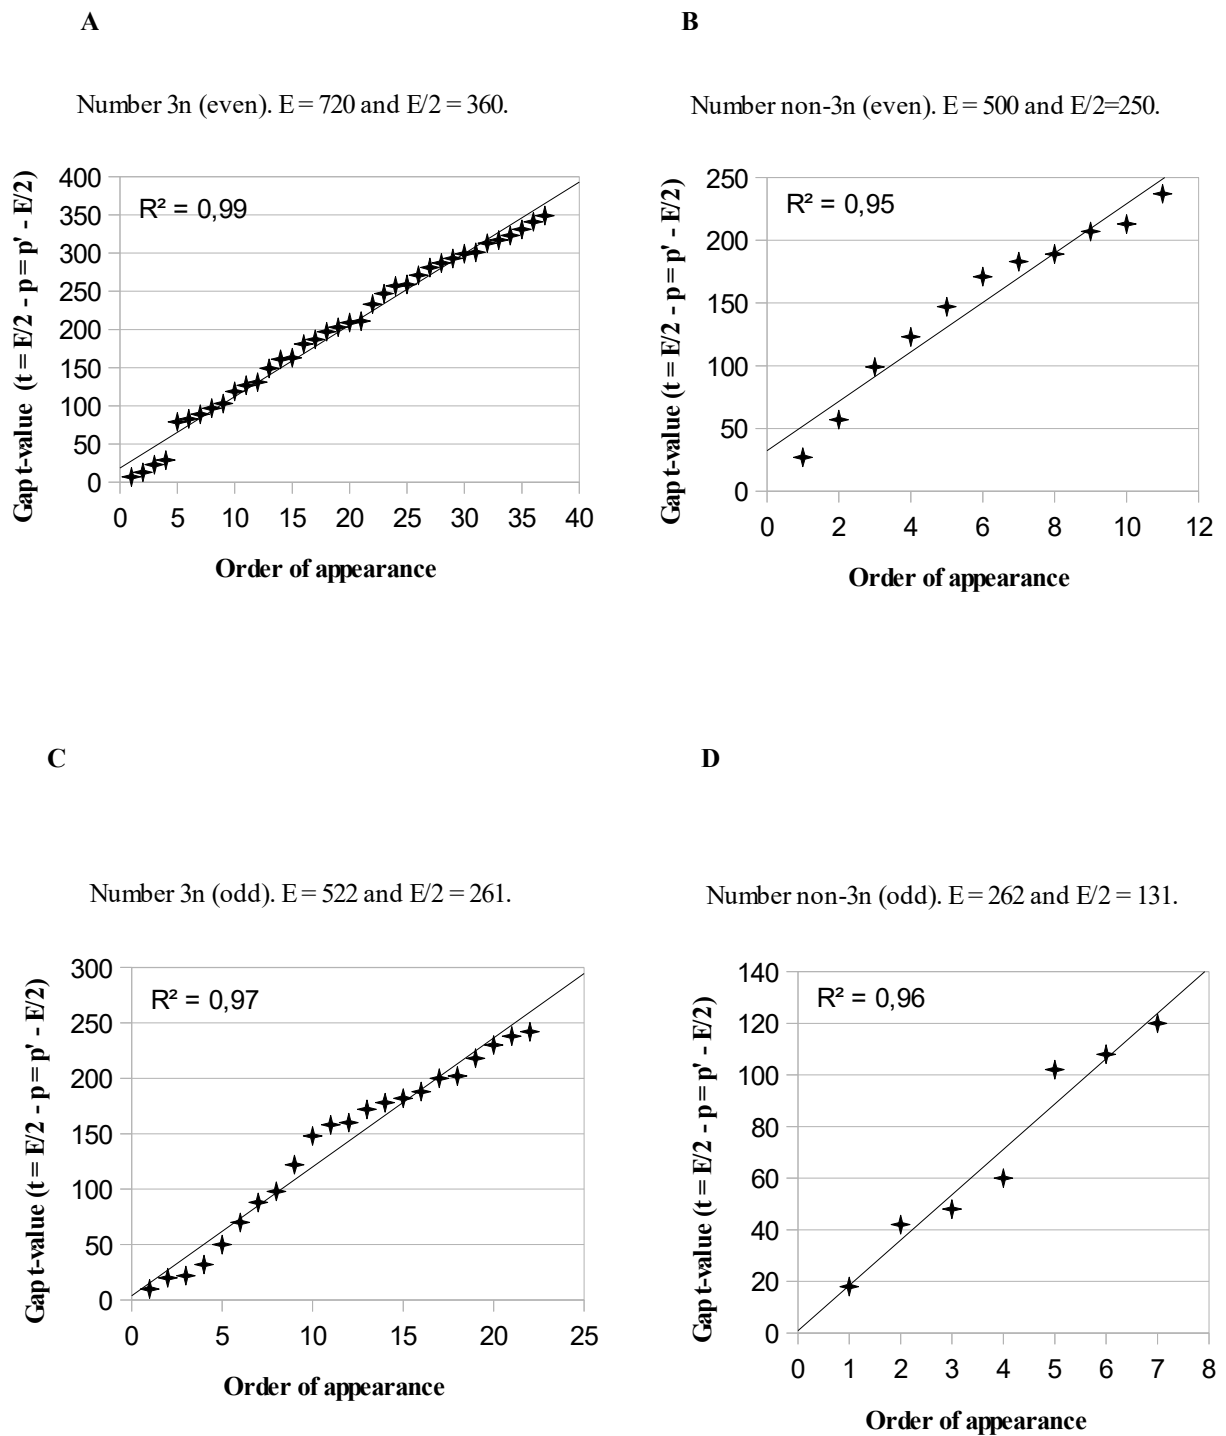 A
Number 3n (even). E = 720 and E/2 = 360.
Gap t-value (t = E/2 - p = p' - E/2)
400
350
300
250
200
150
100
50
0
R² = 0,99
0 5 10 15 20 25 30 35 40
Order of appearance
B
Number non-3n (even). E = 500 and E/2=250.
Gap t-value (t = E/2 - p = p' - E/2)
250
200
150
100
50
0
R² = 0,95
0 2 4 6 8 10 12
Order of appearance
C
Number 3n (odd). E = 522 and E/2 = 261.
Gap t-value (t = E/2 - p = p' - E/2)
300
250
200
150
100
50
0
R² = 0,97
0 5 10 15 20 25
Order of appearance
D
Number non-3n (odd). E = 262 and E/2 = 131.
Gap t-value (t = E/2 - p = p' - E/2)
140
120
100
80
60
40
20
0
R² = 0,96
0 1 2 3 4 5 6 7 8
Order of appearance